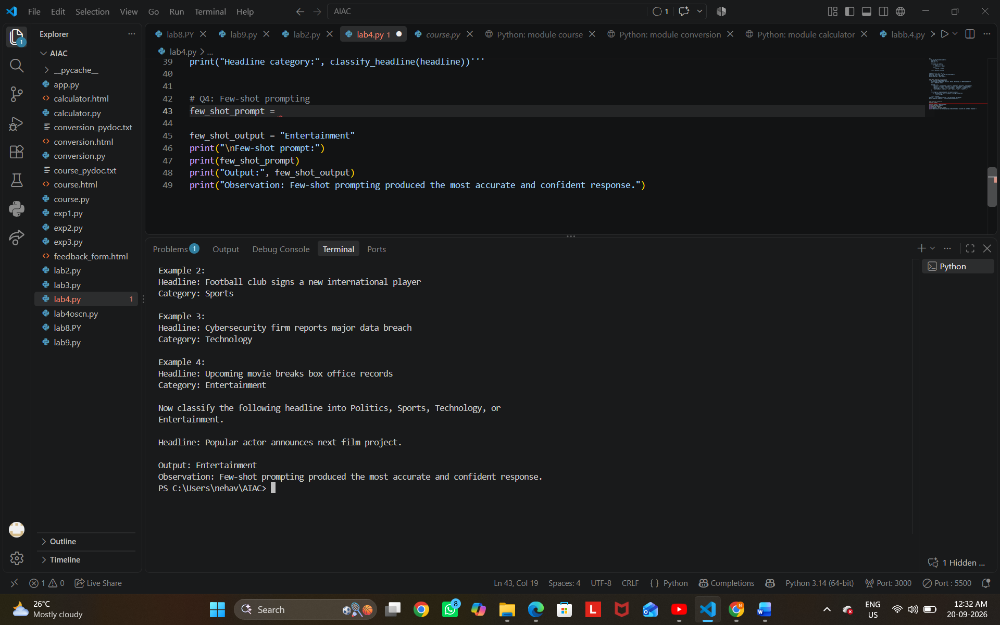 File Edit Selection View Go Run Terminal Help
AIAC
1
Explorer
AIAC
__pycache__
app.py
calculator.html
calculator.py
conversion_pydoc.txt
conversion.html
conversion.py
course_pydoc.txt
course.html
course.py
exp1.py
exp2.py
exp3.py
feedback_form.html
lab2.py
lab3.py
lab4.py 1
lab4oscn.py
lab8.PY
lab9.py
Outline
Timeline
lab8.PY lab9.py lab2.py lab4.py 1 course.py Python: module course Python: module conversion Python: module calculator labb.4.py
lab4.py > ...
39 print("Headline category:", classify_headline(headline))'''
40
41
42 # Q4: Few-shot prompting
43 few_shot_prompt =
44
45 few_shot_output = "Entertainment"
46 print("\nFew-shot prompt:")
47 print(few_shot_prompt)
48 print("Output:", few_shot_output)
49 print("Observation: Few-shot prompting produced the most accurate and confident response.")
Problems 1 Output Debug Console Terminal Ports
Example 2:
Headline: Football club signs a new international player
Category: Sports
Example 3:
Headline: Cybersecurity firm reports major data breach
Category: Technology
Example 4:
Headline: Upcoming movie breaks box office records
Category: Entertainment
Now classify the following headline into Politics, Sports, Technology, or
Entertainment.
Headline: Popular actor announces next film project.
Output: Entertainment
Observation: Few-shot prompting produced the most accurate and confident response.
PS C:\Users\nehav\AIAC>
Python
1 Hidden ...
1 0 Live Share
Ln 43, Col 19 Spaces: 4 UTF-8 CRLF { } Python Completions Python 3.14 (64-bit) Port: 3000 Port : 5500
26°C
Mostly cloudy
Search
8
ENG
US
12:32 AM
20-09-2026